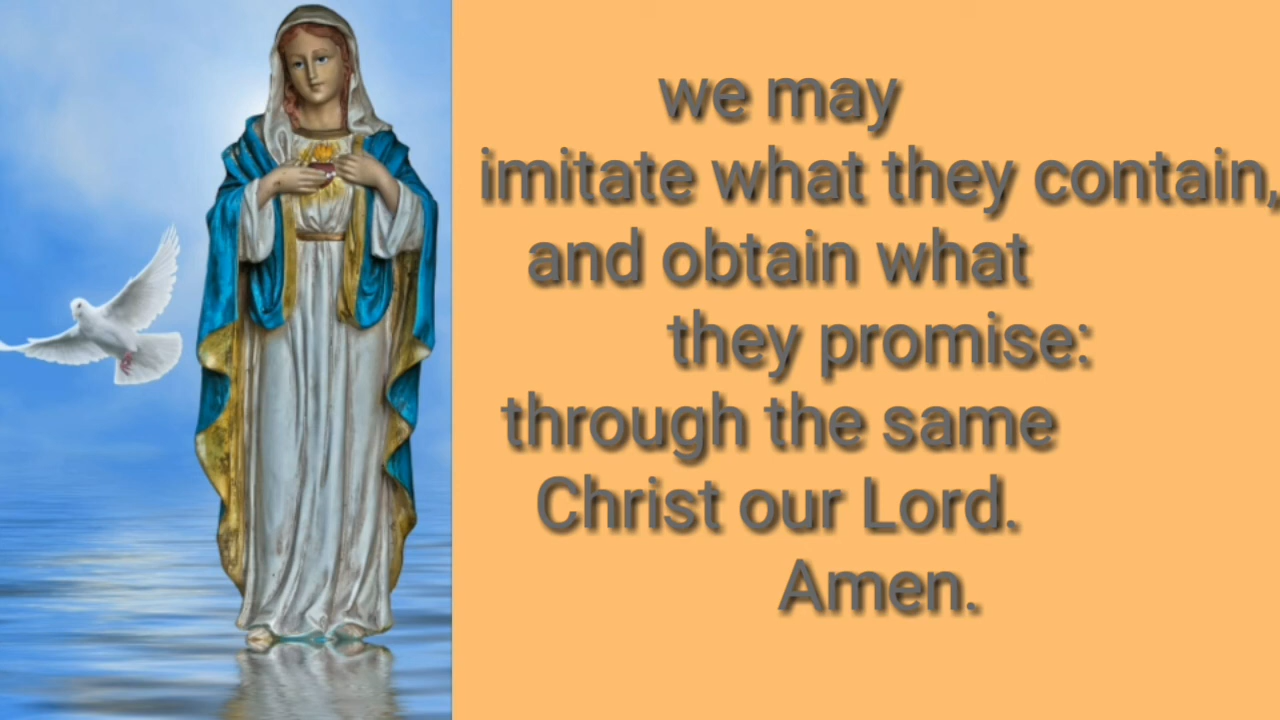 we may
imitate what they contain,
and obtain what
they promise:
through the same
Christ our Lord.
Amen.